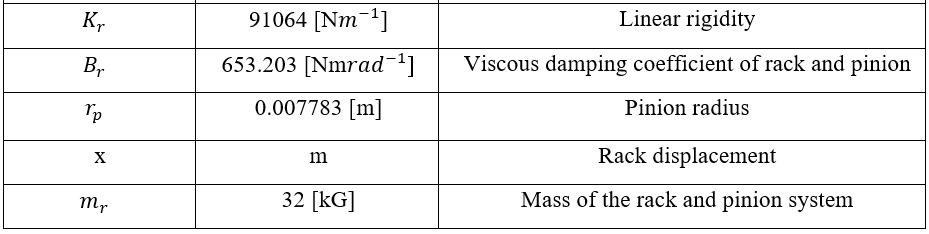 K_r 91064 [Nm^{-1}] Linear rigidity
B_r 653.203 [Nmrad^{-1}] Viscous damping coefficient of rack and pinion
r_p 0.007783 [m] Pinion radius
x m Rack displacement
m_r 32 [kG] Mass of the rack and pinion system